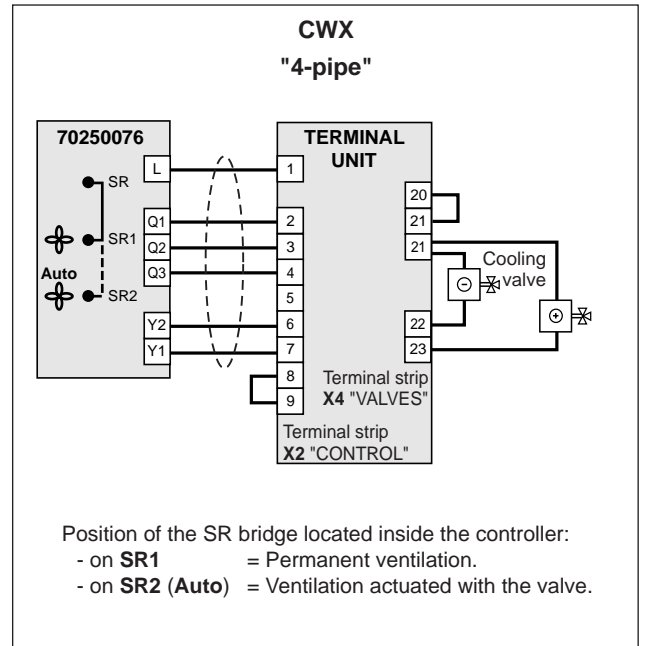 CWX
"4-pipe"
70250076
L
SR
Q1
SR1
Q2
Auto
Q3
SR2
Y2
Y1
TERMINAL
UNIT
1
2
3
4
5
6
7
8
9
20
21
21
22
23
Cooling
valve
−
+
Terminal strip
X4 "VALVES"
Terminal strip
X2 "CONTROL"
Position of the SR bridge located inside the controller:
- on SR1 = Permanent ventilation.
- on SR2 (Auto) = Ventilation actuated with the valve.